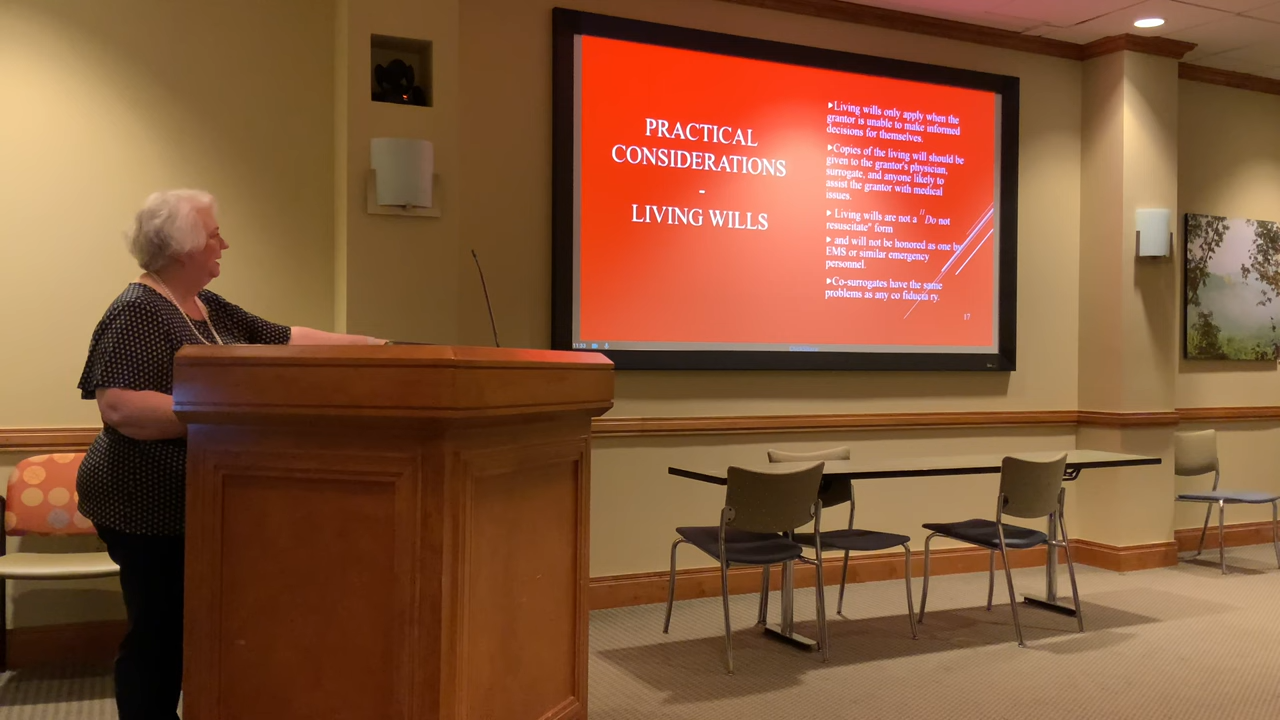 PRACTICAL
CONSIDERATIONS
-
LIVING WILLS
▸Living wills only apply when the
grantor is unable to make informed
decisions for themselves.
▸Copies of the living will should be
given to the grantor's physician,
surrogate, and anyone likely to
assist the grantor with medical
issues.
▸ Living wills are not a "Do not
resuscitate" form
▸ and will not be honored as one by
EMS or similar emergency
personnel.
▸Co-surrogates have the same
problems as any co fiducia ry.
17